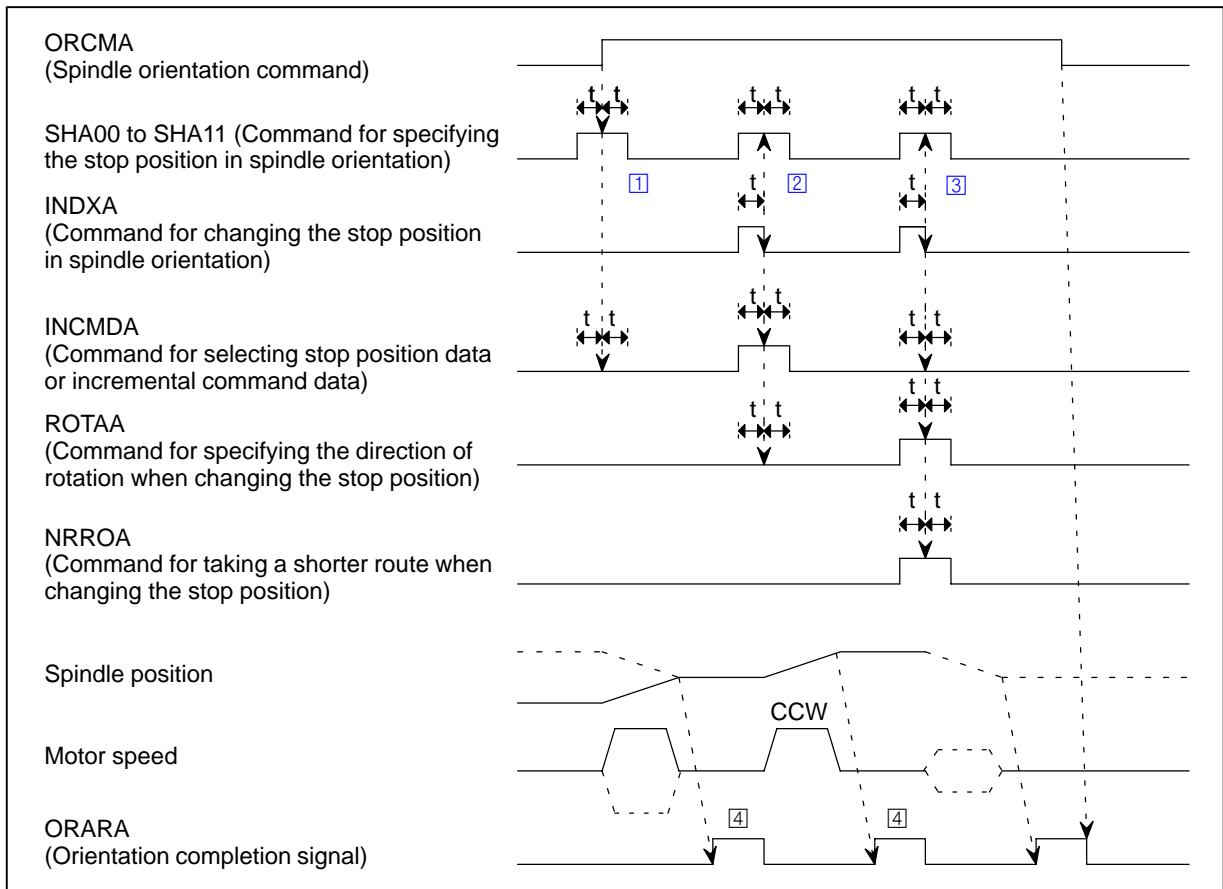 ORCMA
(Spindle orientation command)
t t t t t t
SHA00 to SHA11 (Command for specifying
the stop position in spindle orientation)
1 2 3
t t
INDXA
(Command for changing the stop position
in spindle orientation)
t t
INCMDA
t t t t
(Command for selecting stop position data
or incremental command data)
t t
ROTAA
t t
(Command for specifying the direction of
rotation when changing the stop position)
t t
NRROA
(Command for taking a shorter route when
changing the stop position)
Spindle position
CCW
Motor speed
4 4
ORARA
(Orientation completion signal)